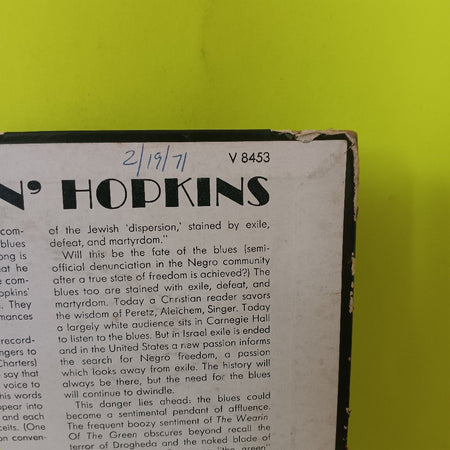 2/19/71
V 8453
N' HOPKINS
com-
blues
ong is
at he
e com-
opkins'
. They
mances
record-
ngers to
Charters)
say that
voice to
his words
ppear into
and each
ceits. (One
on conven-
of the Jewish 'dispersion,' stained by exile,
defeat, and martyrdom."
Will this be the fate of the blues (semi-
official denunciation in the Negro community
after a true state of freedom is achieved?) The
blues too are stained with exile, defeat, and
martyrdom. Today a Christian reader savors
the wisdom of Peretz, Aleichem, Singer. Today
a largely white audience sits in Carnegie Hall
to listen to the blues. But in Israel exile is ended
and in the United States a new passion informs
the search for Negro freedom, a passion
which looks away from exile. The history will
always be there, but the need for the blues
will continue to dwindle.
This danger lies ahead: the blues could
become a sentimental pendant of affluence.
The frequent boozy sentiment of The Wearin
Of The Green obscures beyond recall the
terror of Drogheda and the naked blade of
"the green"